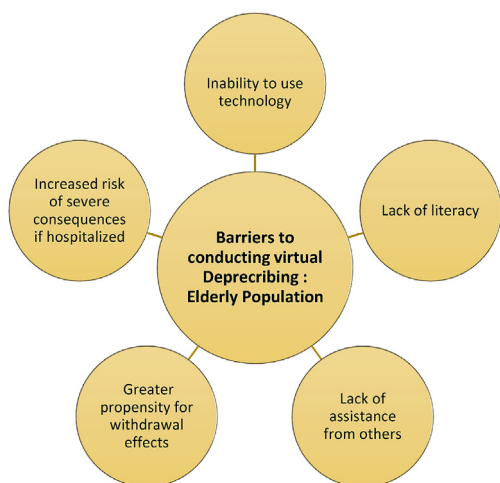 Inability to use
technology
Increased risk
of severe
consequences
if hospitalized
Lack of literacy
Barriers to
conducting virtual
Deprecribing :
Elderly Population
Greater
propensity for
withdrawal
effects
Lack of
assistance
from others